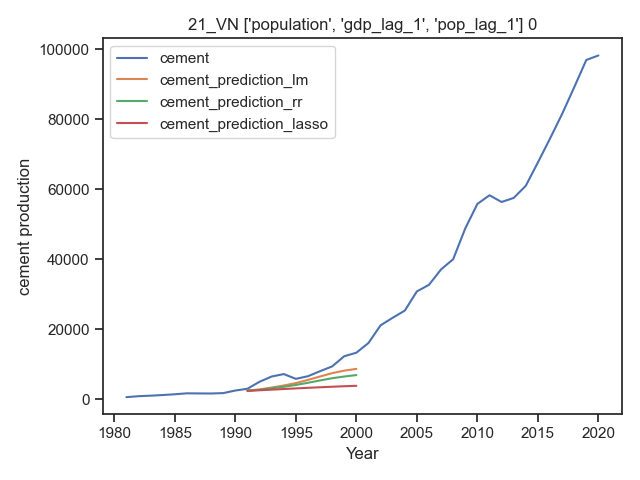 21_VN ['population', 'gdp_lag_1', 'pop_lag_1'] 0
cement
cement_prediction_lm
cement_prediction_rr
cement_prediction_lasso
100000
80000
60000
40000
20000
0
cement production
1980 1985 1990 1995 2000 2005 2010 2015 2020
Year